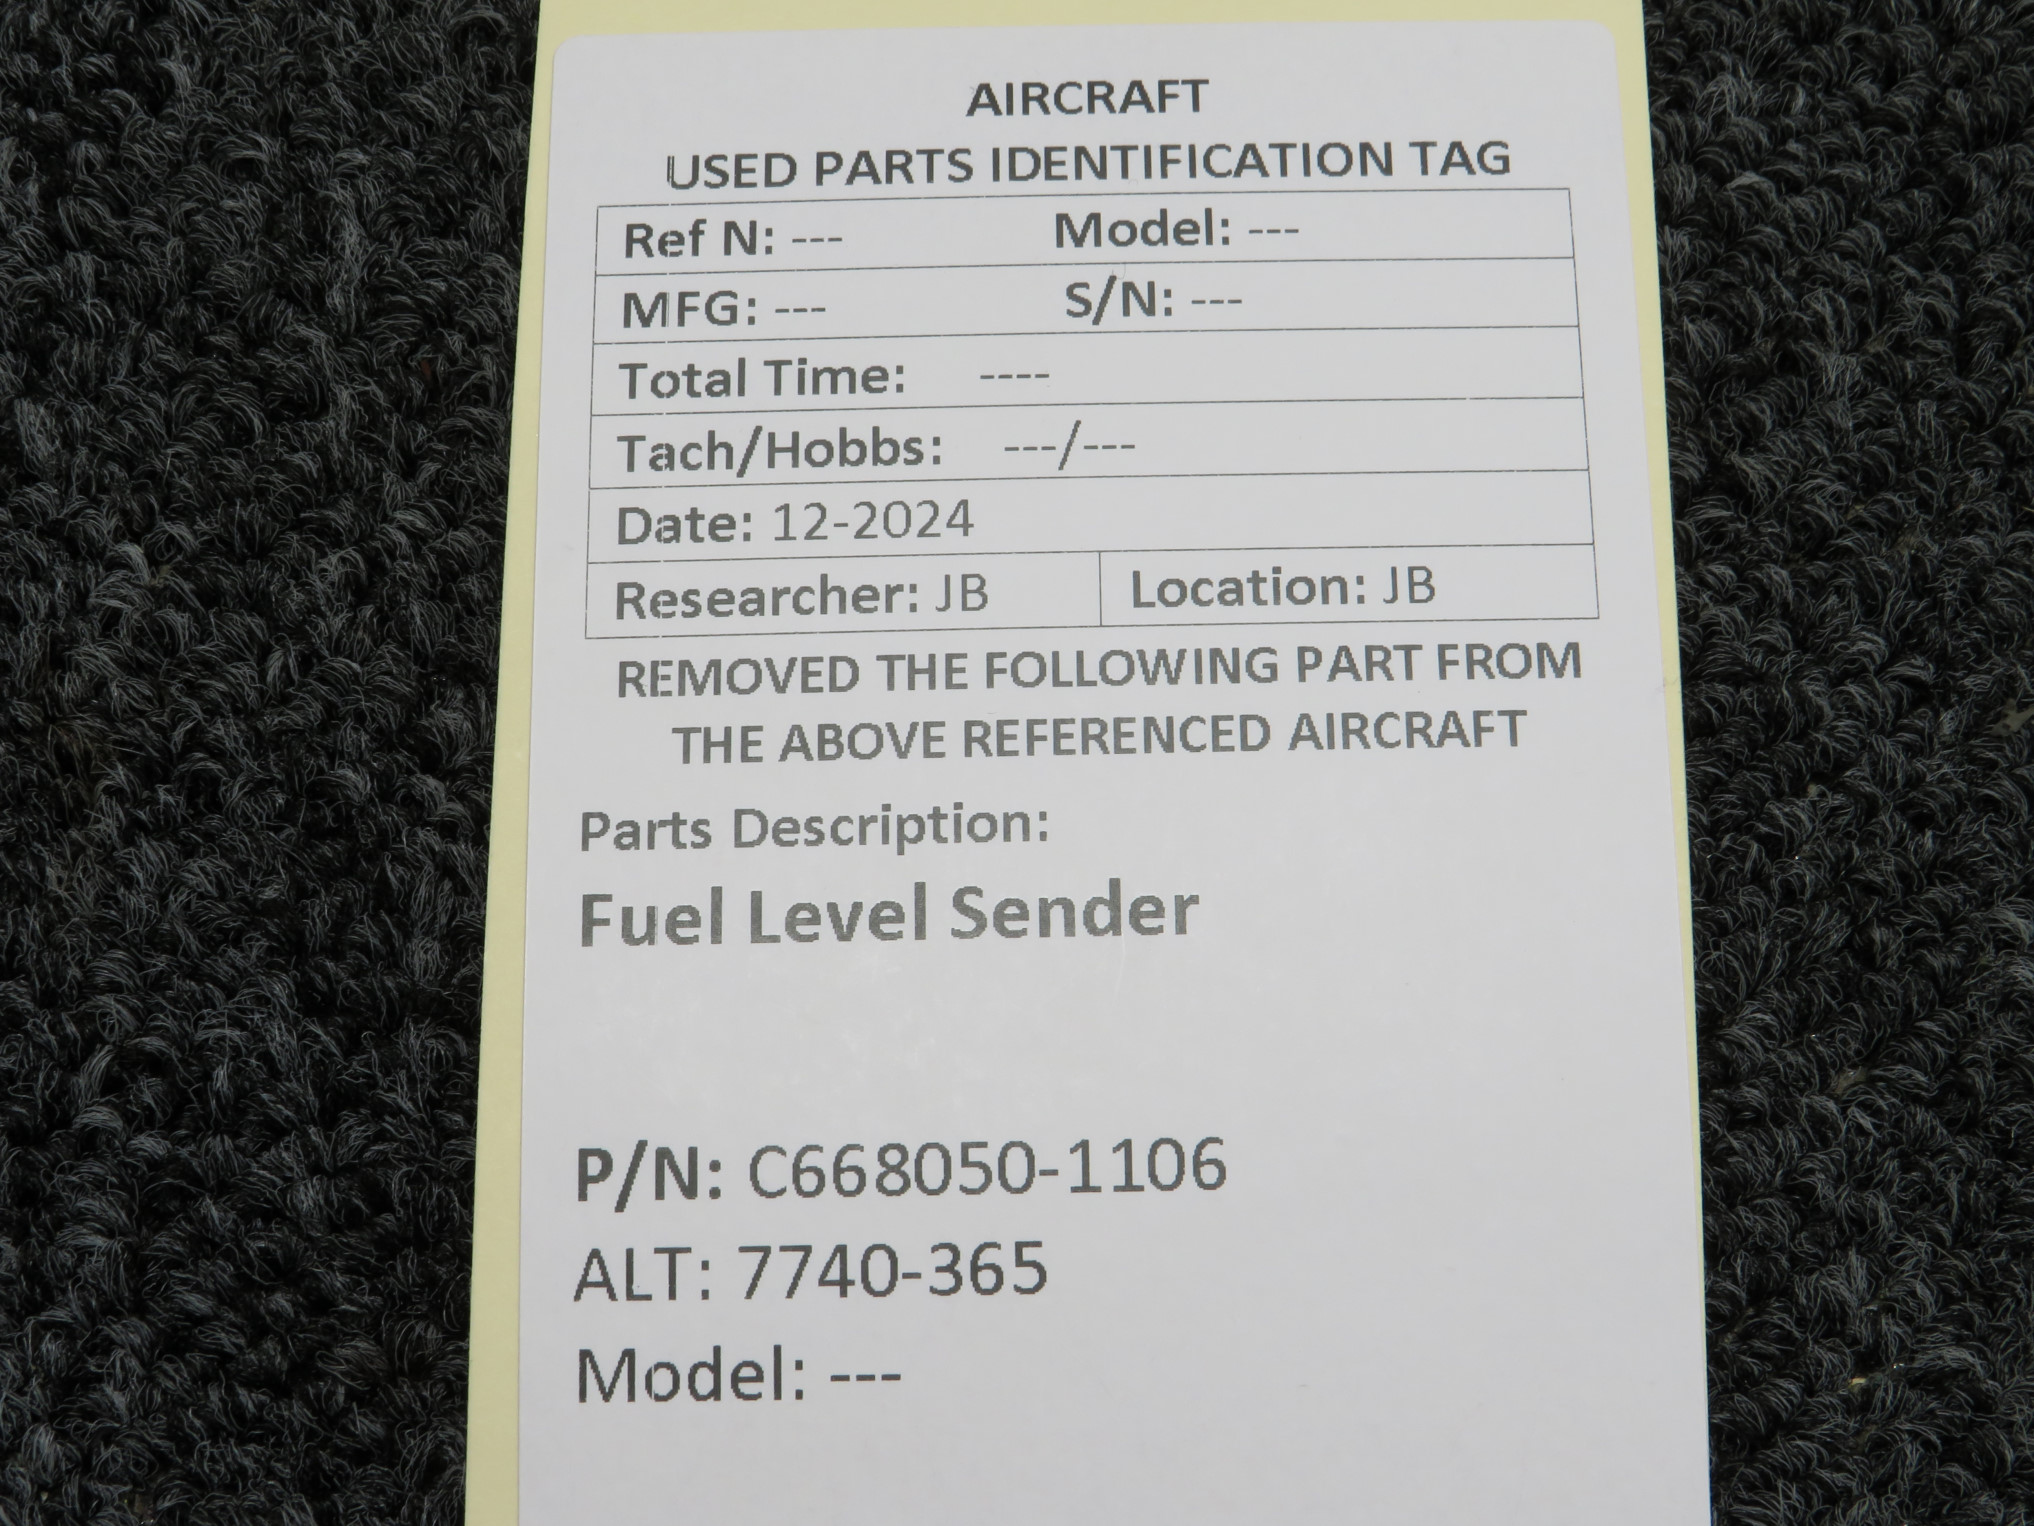 AIRCRAFT
USED PARTS IDENTIFICATION TAG
Ref N: --- Model: ---
MFG: --- S/N: ---
Total Time: ----
Tach/Hobbs: ---/---
Date: 12-2024
Researcher: JB Location: JB
REMOVED THE FOLLOWING PART FROM
THE ABOVE REFERENCED AIRCRAFT
Parts Description:
Fuel Level Sender
P/N: C668050-1106
ALT: 7740-365
Model: ---